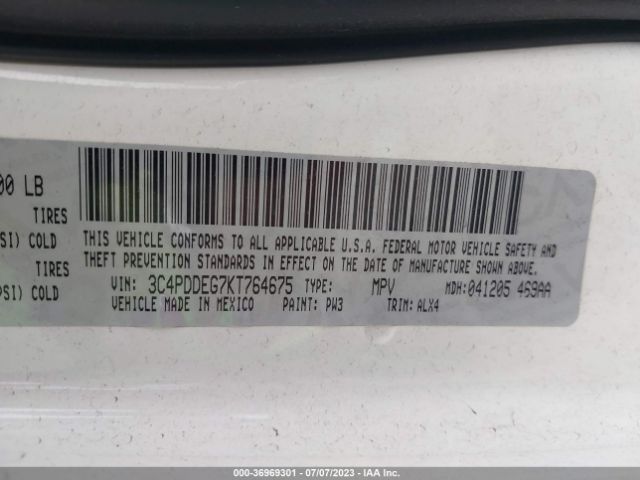 00 LB
TIRES
SI) COLD
TIRES
PSI) COLD
THIS VEHICLE CONFORMS TO ALL APPLICABLE U.S.A. FEDERAL MOTOR VEHICLE SAFETY AND
THEFT PREVENTION STANDARDS IN EFFECT ON THE DATE OF MANUFACTURE SHOWN ABOVE.
VIN: 3C4PDDEG7KT764675 TYPE: MPV MDH:041205 469AA
VEHICLE MADE IN MEXICO PAINT: PW3 TRIM: ALX4
000-36969301 - 07/07/2023 - IAA Inc.